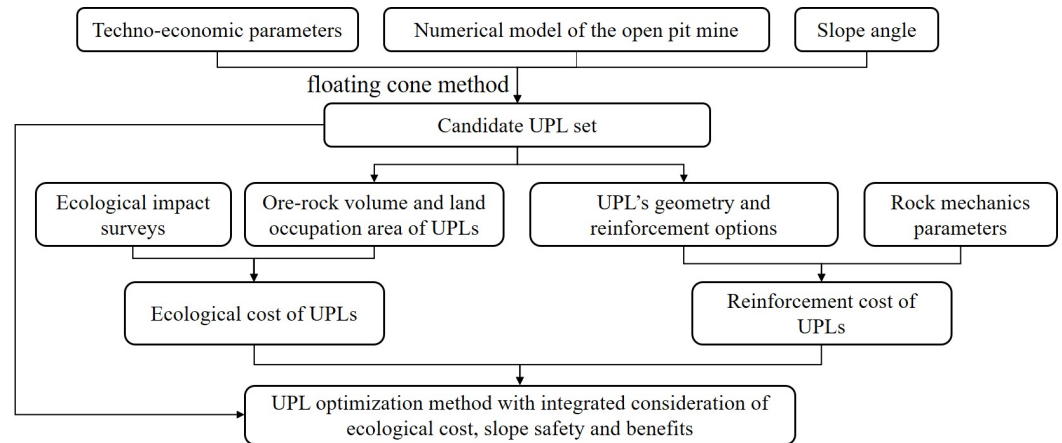 Techno-economic parameters
Numerical model of the open pit mine
Slope angle
floating cone method
Candidate UPL set
Ecological impact
surveys
Ore-rock volume and land
occupation area of UPLs
UPL's geometry and
reinforcement options
Rock mechanics
parameters
Ecological cost of UPLs
Reinforcement cost of
UPLs
UPL optimization method with integrated consideration of
ecological cost, slope safety and benefits